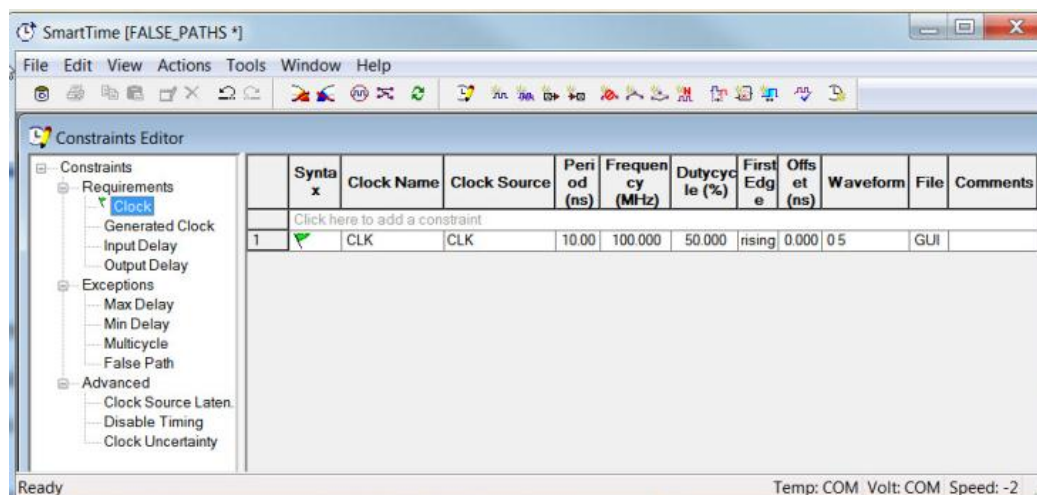 SmartTime [FALSE_PATHS *]
File Edit View Actions Tools Window Help
Constraints Editor
Constraints
Requirements
Clock
Generated Clock
Input Delay
Output Delay
Exceptions
Max Delay
Min Delay
Multicycle
False Path
Advanced
Clock Source Laten.
Disable Timing
Clock Uncertainty
Synta
x
Clock Name
Clock Source
Peri
od
(ns)
Frequen
cy
(MHz)
Dutycyc
le (%)
First
Edg
e
Offs
et
(ns)
Waveform
File
Comments
Click here to add a constraint
1 CLK CLK 10.00 100.000 50.000 rising 0.000 0 5 GUI
Ready
Temp: COM Volt: COM Speed: -2